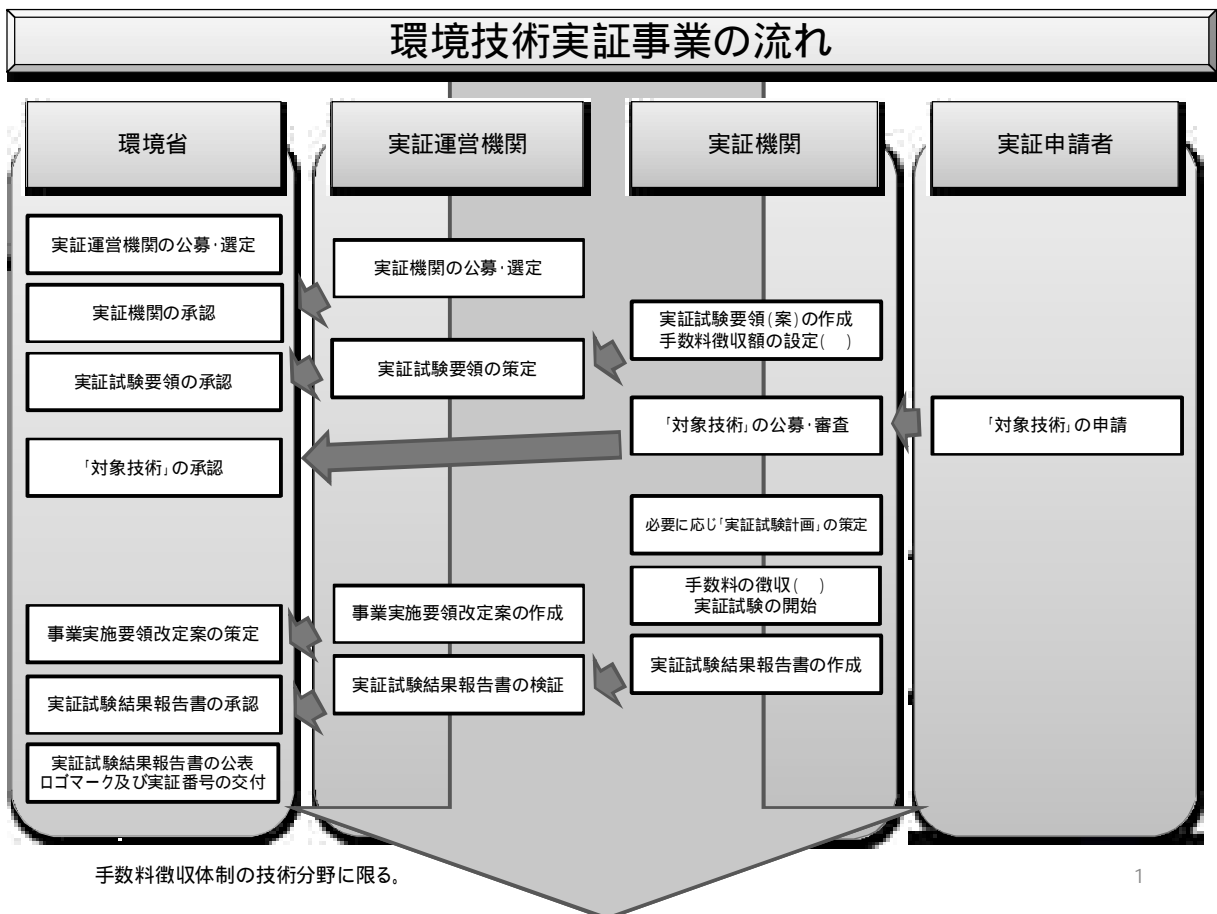 環境技術実証事業の流れ
環境省
実証運営機関
実証機関
実証申請者
実証運営機関の公募・選定
実証機関の承認
実証試験要領の承認
「対象技術」の承認
事業実施要領改定案の策定
実証試験結果報告書の承認
実証試験結果報告書の公表
ロゴマーク及び実証番号の交付
実証機関の公募・選定
実証試験要領の策定
事業実施要領改定案の作成
実証試験結果報告書の検証
実証試験要領(案)の作成
手数料徴収額の設定(　)
「対象技術」の公募・審査
必要に応じ「実証試験計画」の策定
手数料の徴収(　)
実証試験の開始
実証試験結果報告書の作成
「対象技術」の申請
手数料徴収体制の技術分野に限る。
1